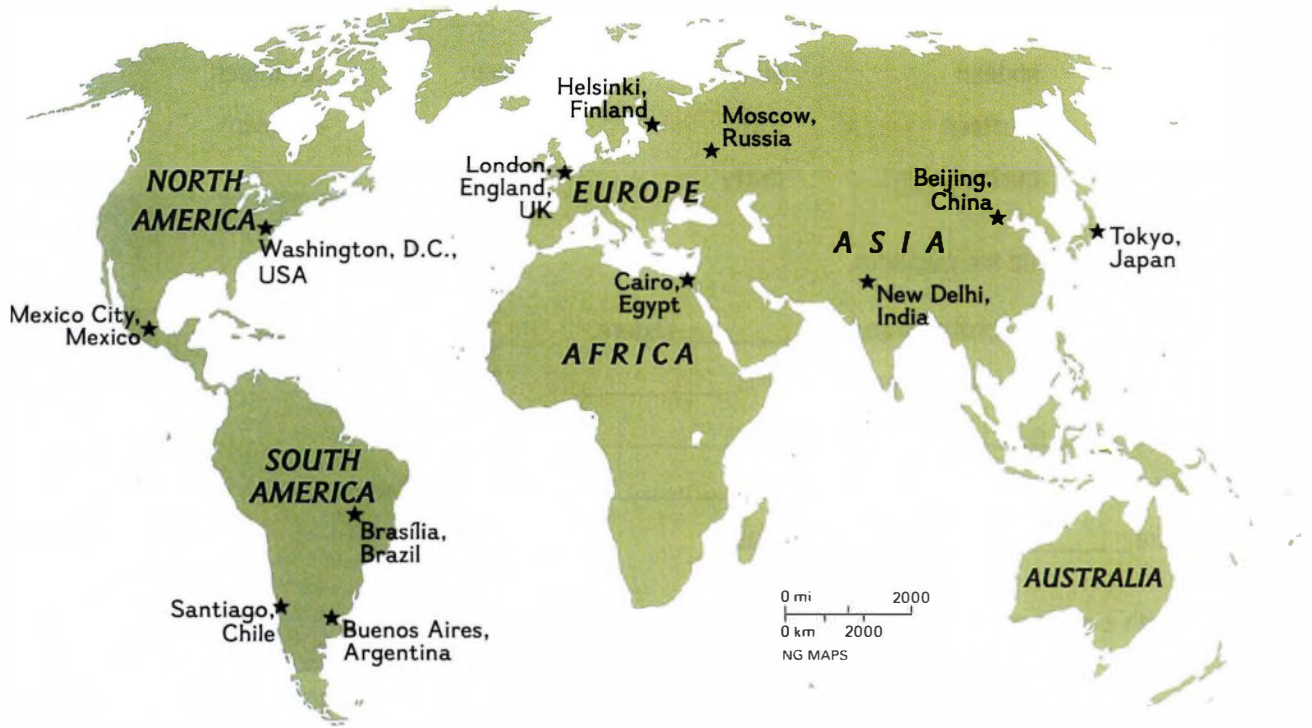 Helsinki,
Finland
Moscow,
Russia
London,
England,
UK
EUROPE
NORTH
AMERICA
Washington, D.C.,
USA
Beijing,
China
ASIA
Tokyo,
Japan
New Delhi,
India
Cairo,
Egypt
Mexico City,
Mexico
AFRICA
SOUTH
AMERICA
Brasília,
Brazil
Santiago,
Chile
Buenos Aires,
Argentina
AUSTRALIA
0 mi 2000
0 km 2000
NG MAPS